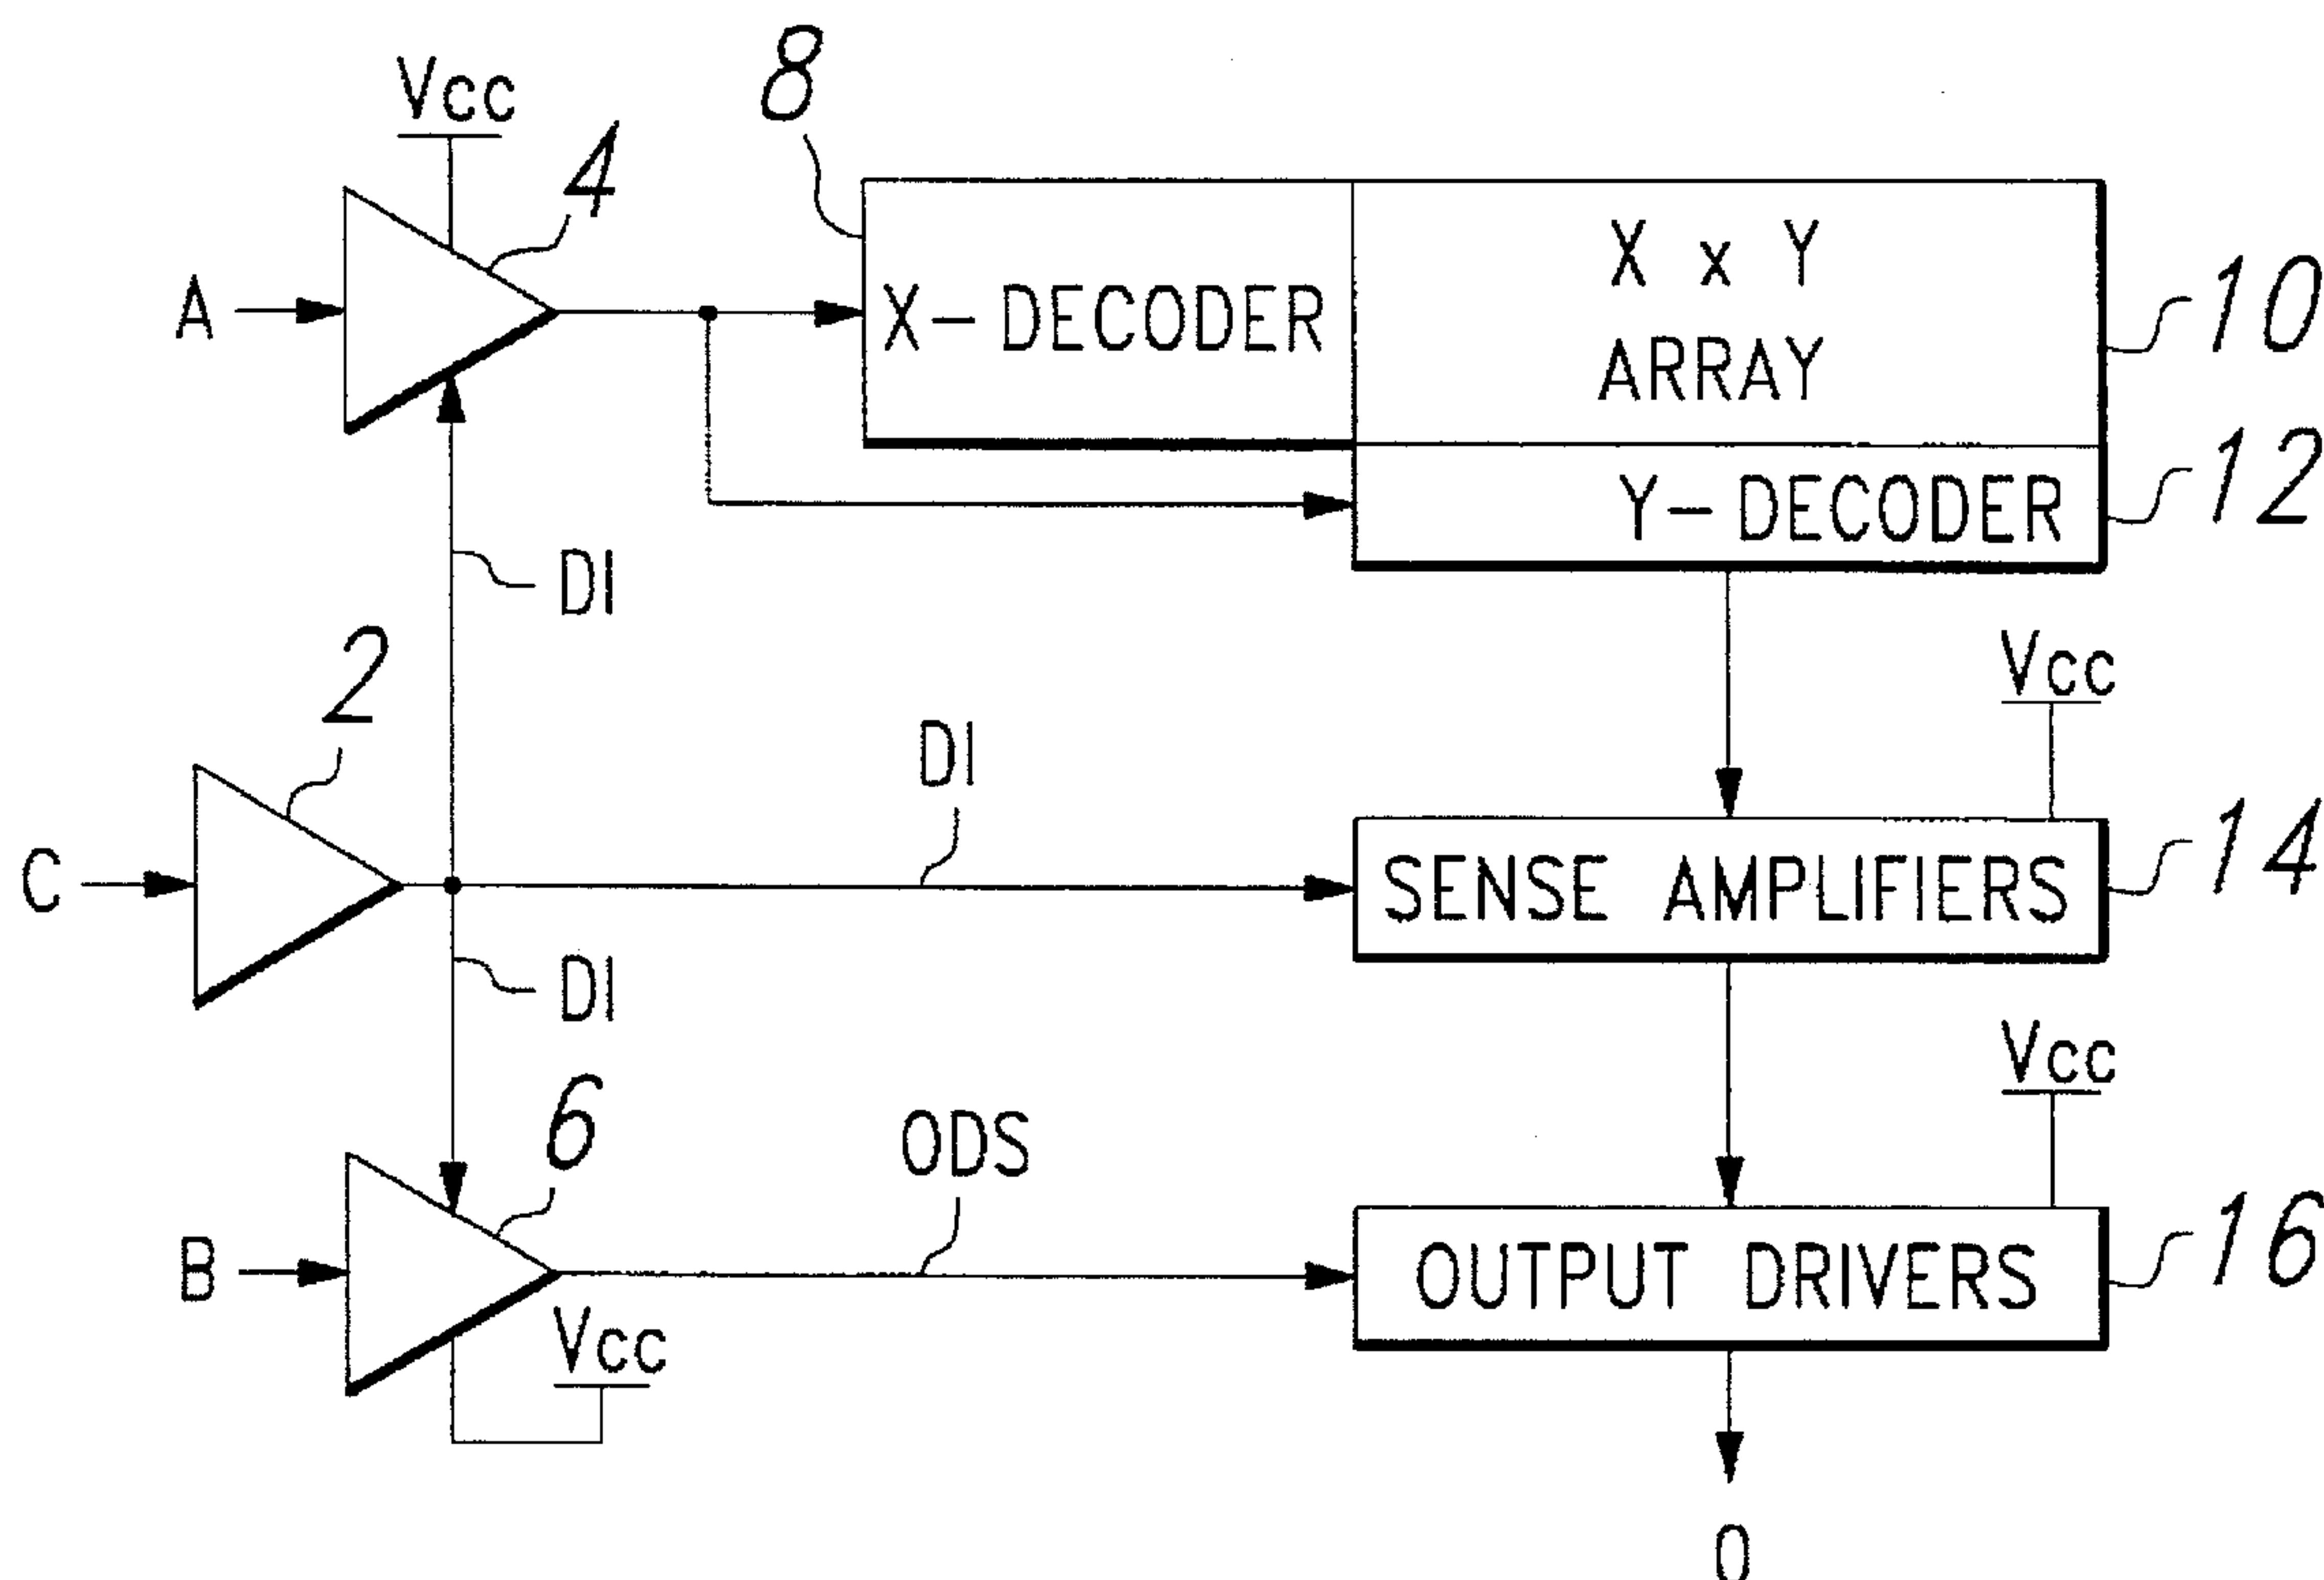 Vcc
8
4
A
X-DECODER
X x Y
ARRAY
10
Y-DECODER
12
DI
2
Vcc
DI
C
SENSE AMPLIFIERS
14
DI
6
Vcc
ODS
B
OUTPUT DRIVERS
16
Vcc
O